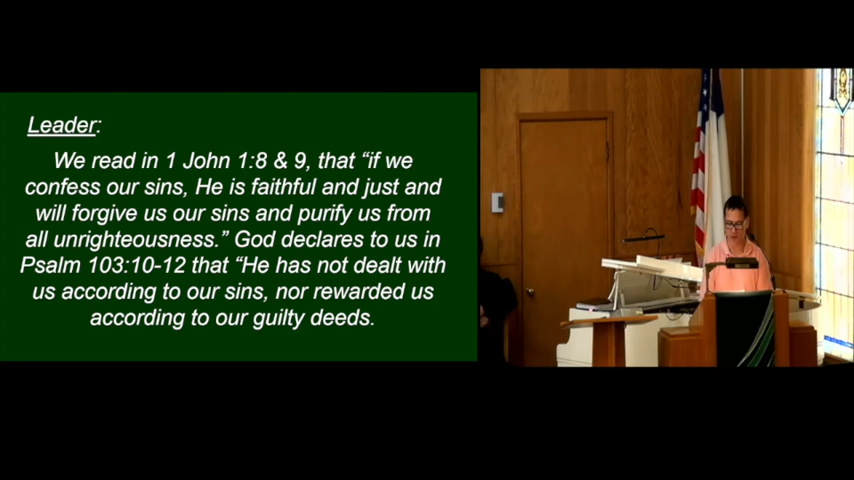 Leader:
We read in 1 John 1:8 & 9, that “if we
confess our sins, He is faithful and just and
will forgive us our sins and purify us from
all unrighteousness.” God declares to us in
Psalm 103:10-12 that “He has not dealt with
us according to our sins, nor rewarded us
according to our guilty deeds.